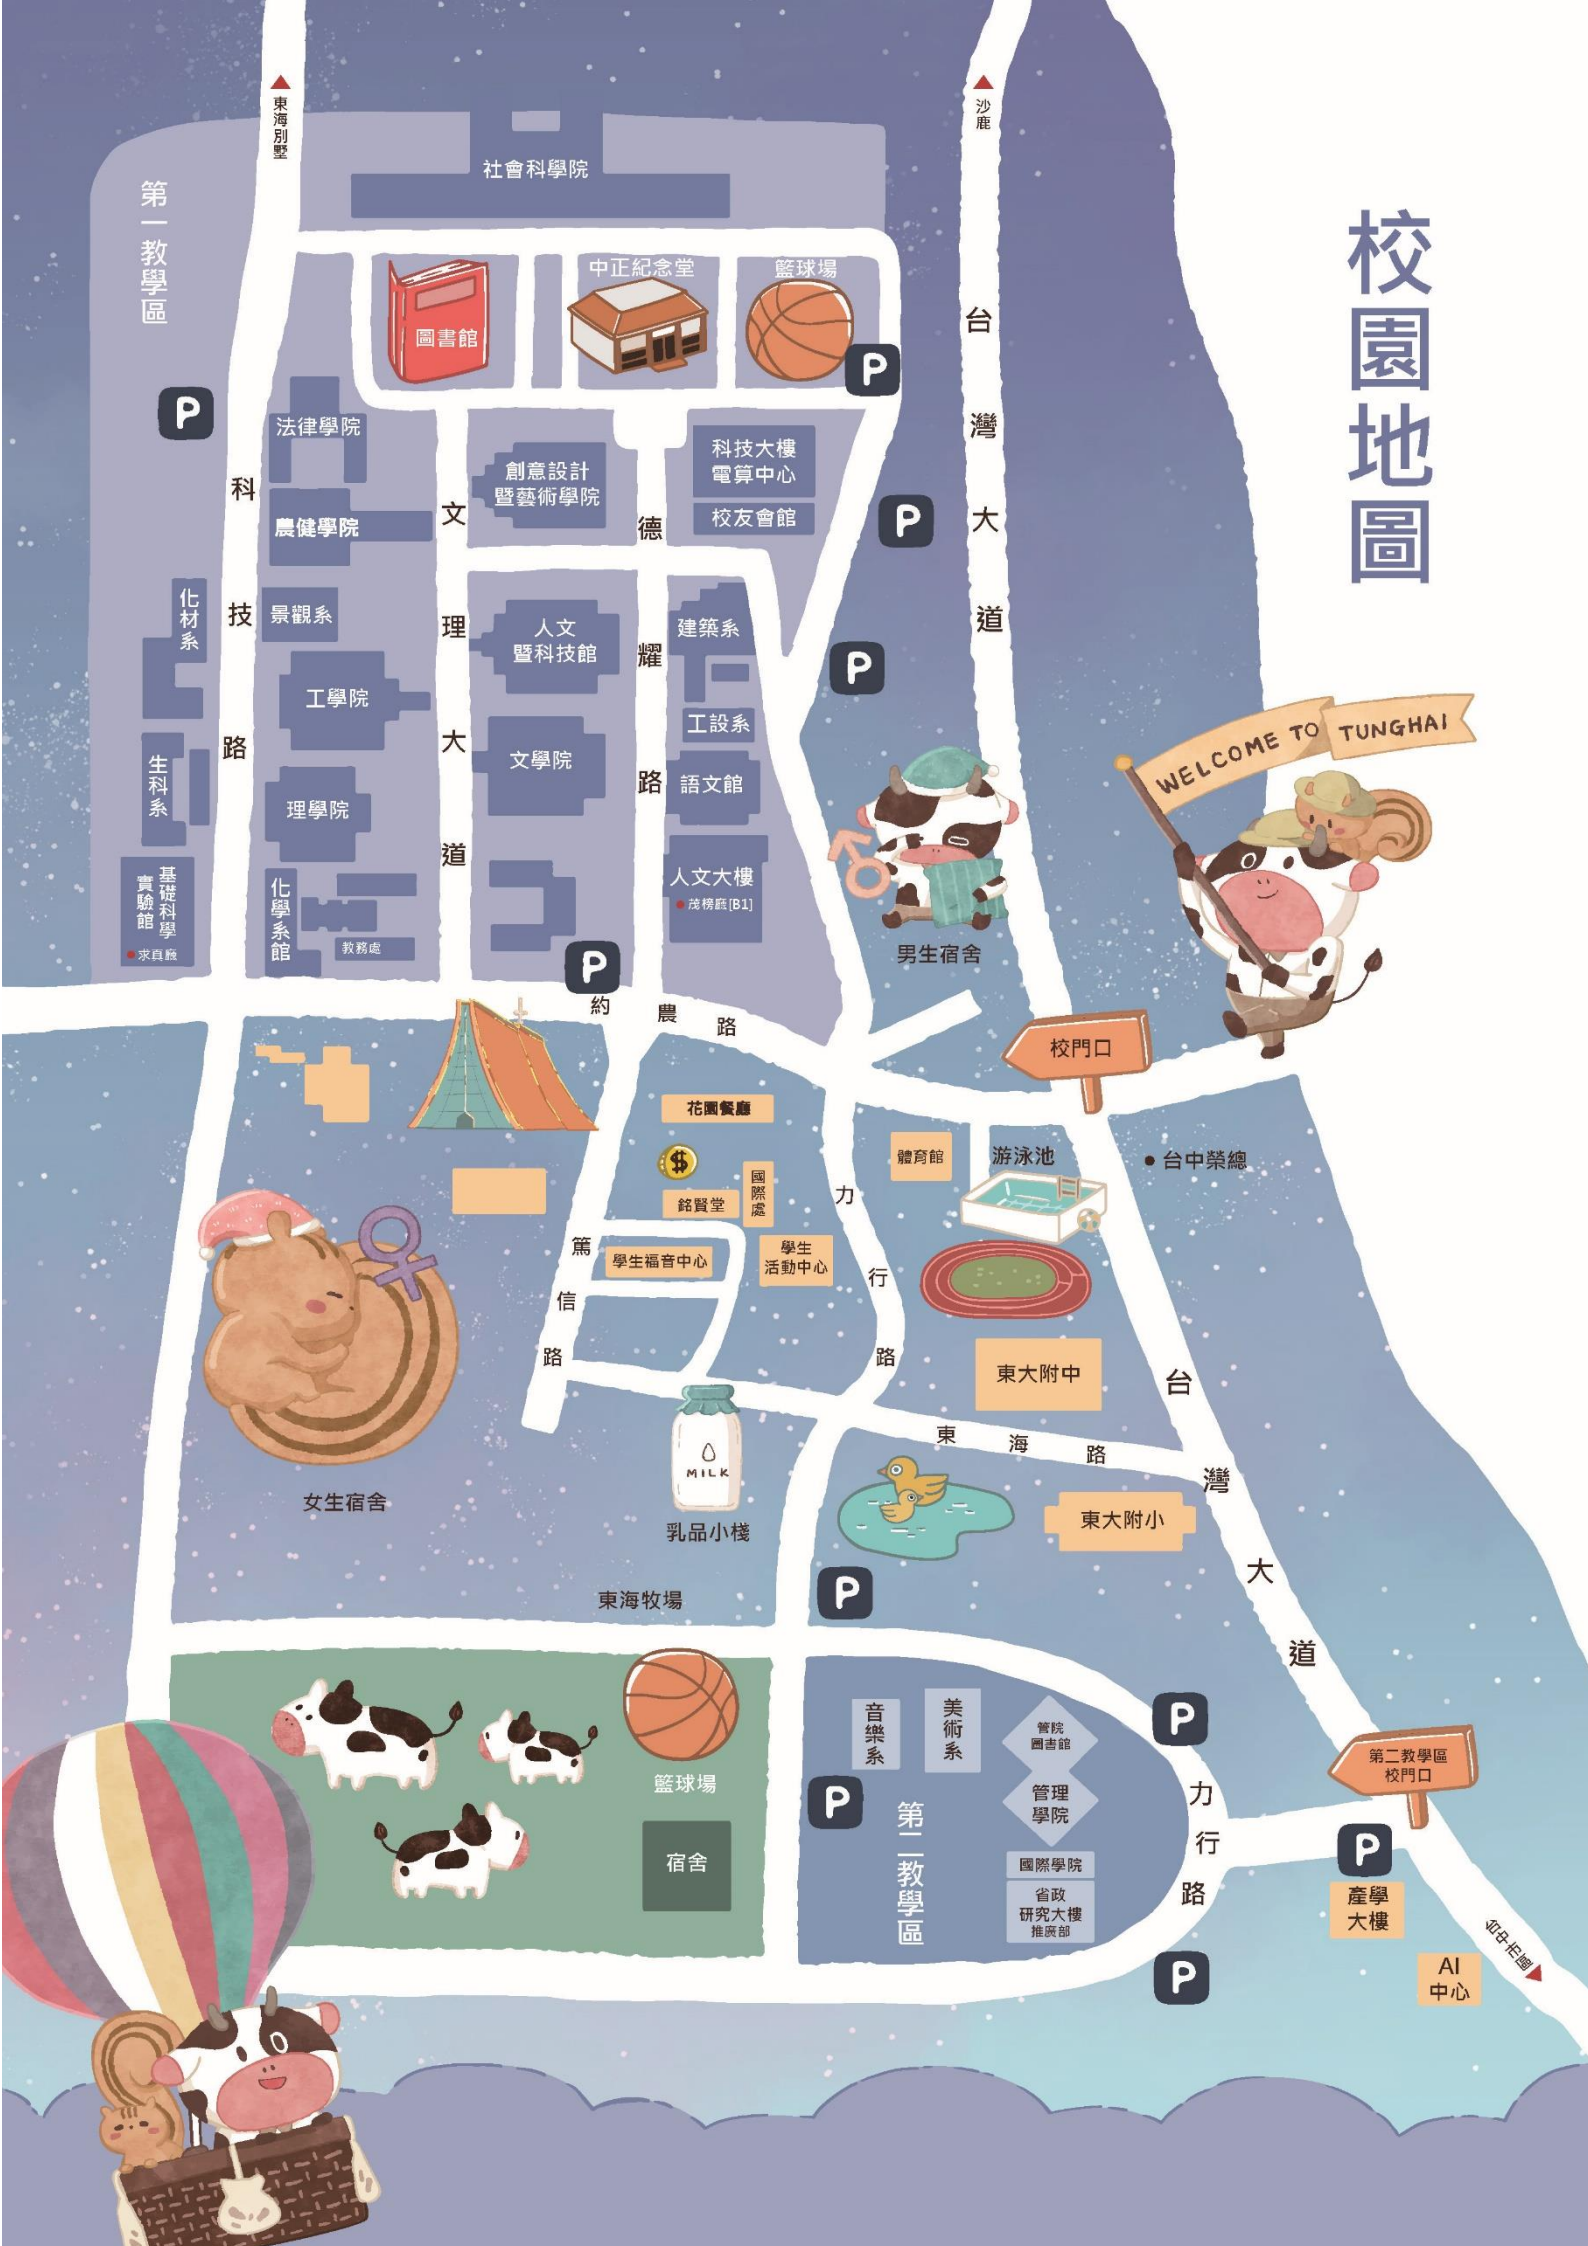 校園地圖
東海別墅
沙鹿
第一教學區
社會科學院
圖書館
中正紀念堂
籃球場
P
P
台灣大道
法律學院
科技大樓
電算中心
創意設計
暨藝術學院
校友會館
P
農健學院
科技路
文理大道
德耀路
化材系
景觀系
人文
暨科技館
建築系
P
工學院
工設系
生科系
文學院
語文館
理學院
WELCOME TO TUNGHAI
基礎科學
實驗館
求真廳
化學系館
教務處
人文大樓
茂榜廳[B1]
男生宿舍
P
約農路
校門口
花園餐廳
體育館
游泳池
台中榮總
$
銘賢堂
國際處
力行路
篤信路
學生福音中心
學生
活動中心
東大附中
台灣大道
東海路
MILK
乳品小棧
女生宿舍
東大附小
東海牧場
P
籃球場
宿舍
音樂系
美術系
管院
圖書館
管理
學院
P
P
第二教學區
國際學院
省政
研究大樓
推廣部
力行路
第二教學區
校門口
P
產學
大樓
P
AI
中心
台中市區